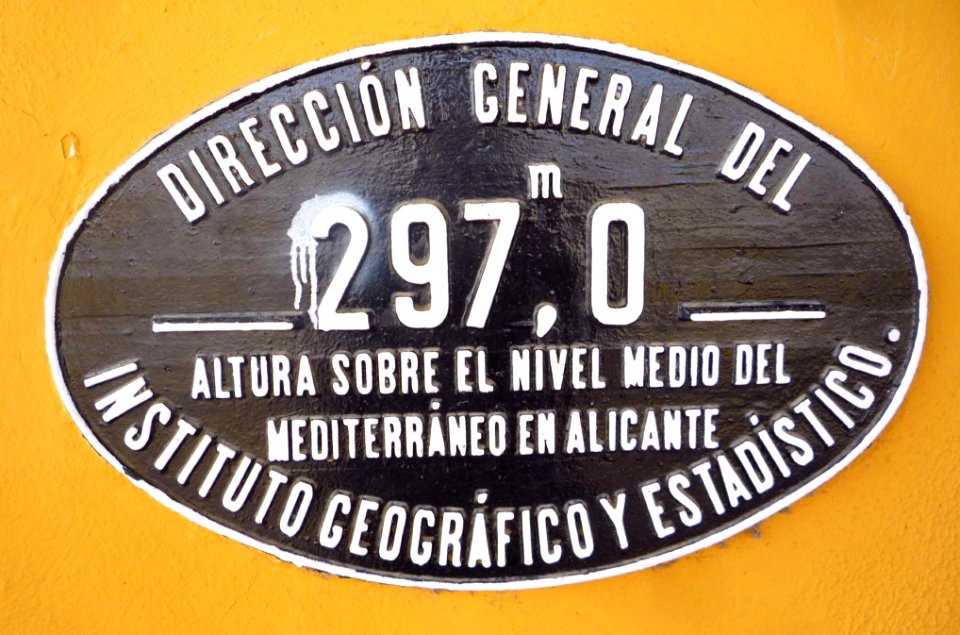 DIRECCIÓN GENERAL DEL
m
297,0
ALTURA SOBRE EL NIVEL MEDIO DEL
MEDITERRÁNEO EN ALICANTE
INSTITUTO GEOGRÁFICO Y ESTADÍSTICO.